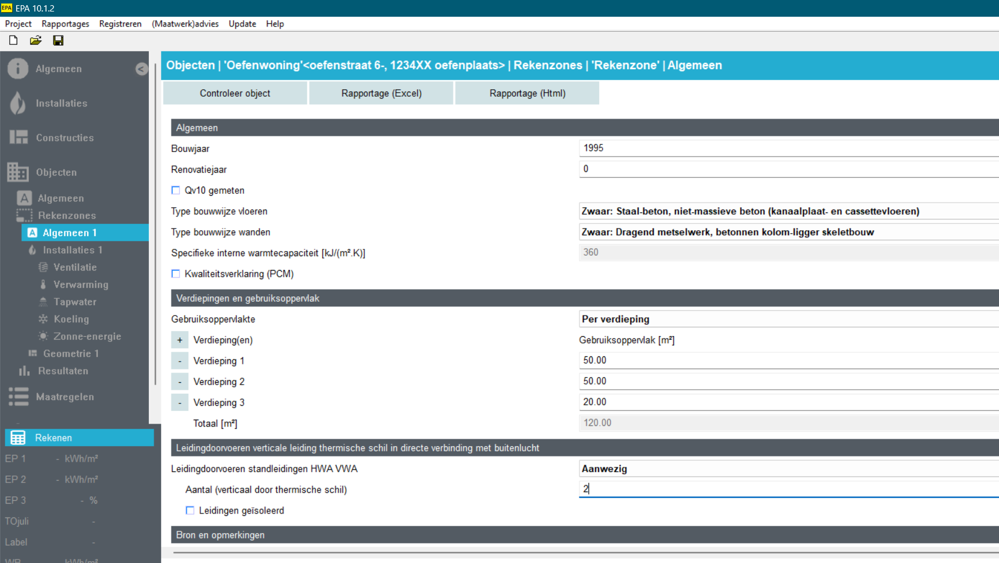 EPA EPA 10.1.2
Project Rapportages Registreren (Maatwerk)advies Update Help
Algemeen <
Installaties
Constructies
Objecten
A Algemeen
Rekenzones
A Algemeen 1
Installaties 1
Ventilatie
Verwarming
Tapwater
Koeling
Zonne-energie
Geometrie 1
Resultaten
Maatregelen
Rekenen
EP 1 - kWh/m²
EP 2 - kWh/m²
EP 3 - %
TOjuli -
Label -
Objecten | 'Oefenwoning'<oefenstraat 6-, 1234XX oefenplaats> | Rekenzones | 'Rekenzone' | Algemeen
Controleer object Rapportage (Excel) Rapportage (Html)
Algemeen
Bouwjaar 1995
Renovatiejaar 0
Qv10 gemeten
Type bouwwijze vloeren Zwaar: Staal-beton, niet-massieve beton (kanaalplaat- en cassettevloeren)
Type bouwwijze wanden Zwaar: Dragend metselwerk, betonnen kolom-ligger skeletbouw
Specifieke interne warmtecapaciteit [kJ/(m².K)] 360
Kwaliteitsverklaring (PCM)
Verdiepingen en gebruiksoppervlak
Gebruiksoppervlakte Per verdieping
+ Verdieping(en) Gebruiksoppervlak [m²]
- Verdieping 1 50.00
- Verdieping 2 50.00
- Verdieping 3 20.00
Totaal [m²] 120.00
Leidingdoorvoeren verticale leiding thermische schil in directe verbinding met buitenlucht
Leidingdoorvoeren standleidingen HWA VWA Aanwezig
Aantal (verticaal door thermische schil) 2
Leidingen geïsoleerd
Bron en opmerkingen